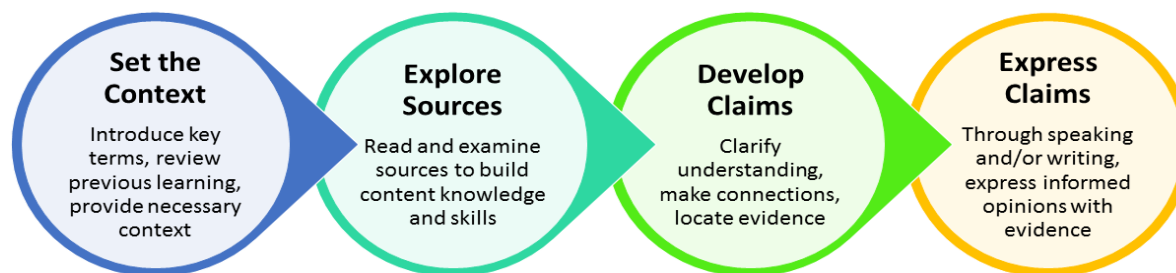 Set the
Context
Introduce key
terms, review
previous learning,
provide necessary
context
Explore
Sources
Read and examine
sources to build
content knowledge
and skills
Develop
Claims
Clarify
understanding,
make connections,
locate evidence
Express
Claims
Through speaking
and/or writing,
express informed
opinions with
evidence